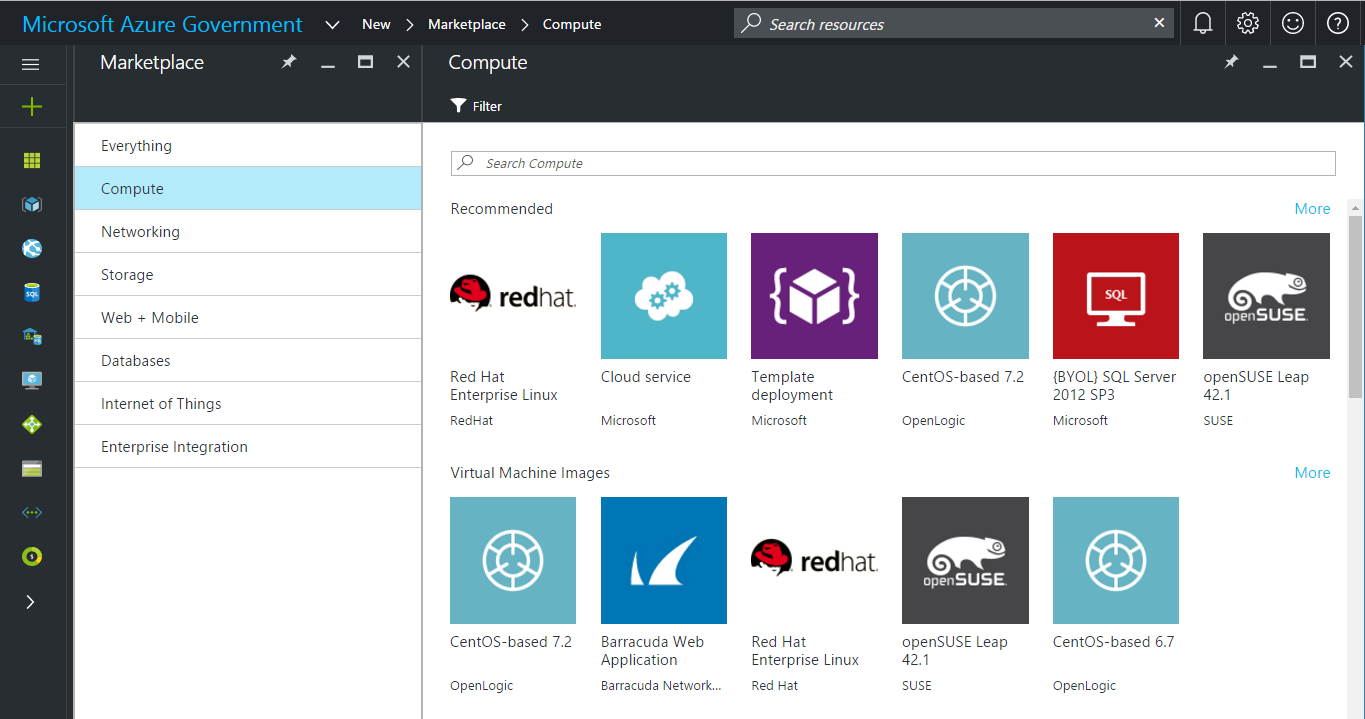 Microsoft Azure Government New Marketplace Compute Search resources
Marketplace
Compute
Filter
Everything
Compute
Networking
Storage
Web + Mobile
Databases
Internet of Things
Enterprise Integration
Search Compute
Recommended More
redhat.
SQL
openSUSE.
Red Hat
Enterprise Linux
RedHat
Cloud service
Microsoft
Template
deployment
Microsoft
CentOS-based 7.2
OpenLogic
{BYOL} SQL Server
2012 SP3
Microsoft
openSUSE Leap
42.1
SUSE
Virtual Machine Images More
redhat.
openSUSE.
CentOS-based 7.2
OpenLogic
Barracuda Web
Application
Barracuda Network...
Red Hat
Enterprise Linux
Red Hat
openSUSE Leap
42.1
SUSE
CentOS-based 6.7
OpenLogic
SQL